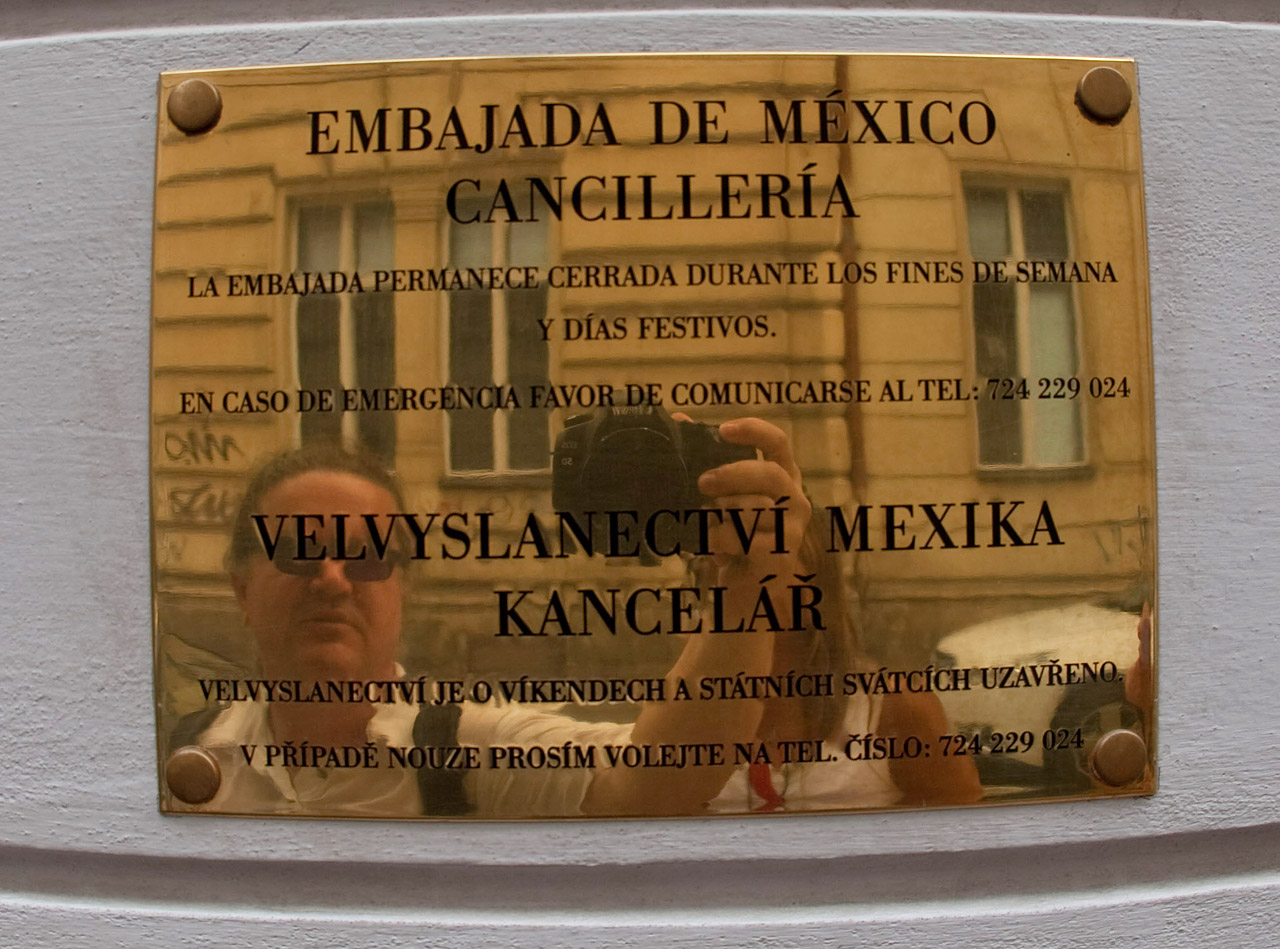 EMBAJADA DE MÉXICO
CANCILLERÍA
LA EMBAJADA PERMANECE CERRADA DURANTE LOS FINES DE SEMANA
Y DÍAS FESTIVOS.
EN CASO DE EMERGENCIA FAVOR DE COMUNICARSE AL TEL: 724 229 024
VELVYSLANECTVÍ MEXIKA
KANCELÁŘ
VELVYSLANECTVÍ JE O VÍKENDECH A STÁTNÍCH SVÁTCÍCH UZAVŘENO.
V PŘÍPADĚ NOUZE PROSÍM VOLEJTE NA TEL. ČÍSLO: 724 229 024